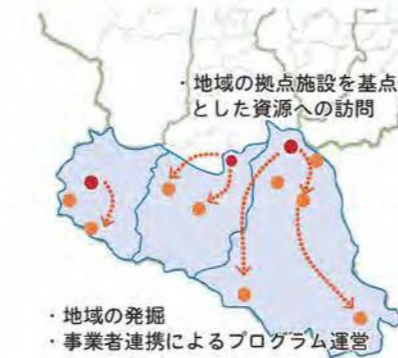 ・地域の拠点施設を基点
とした資源への訪問
・地域の発掘
・事業者連携によるプログラム運営